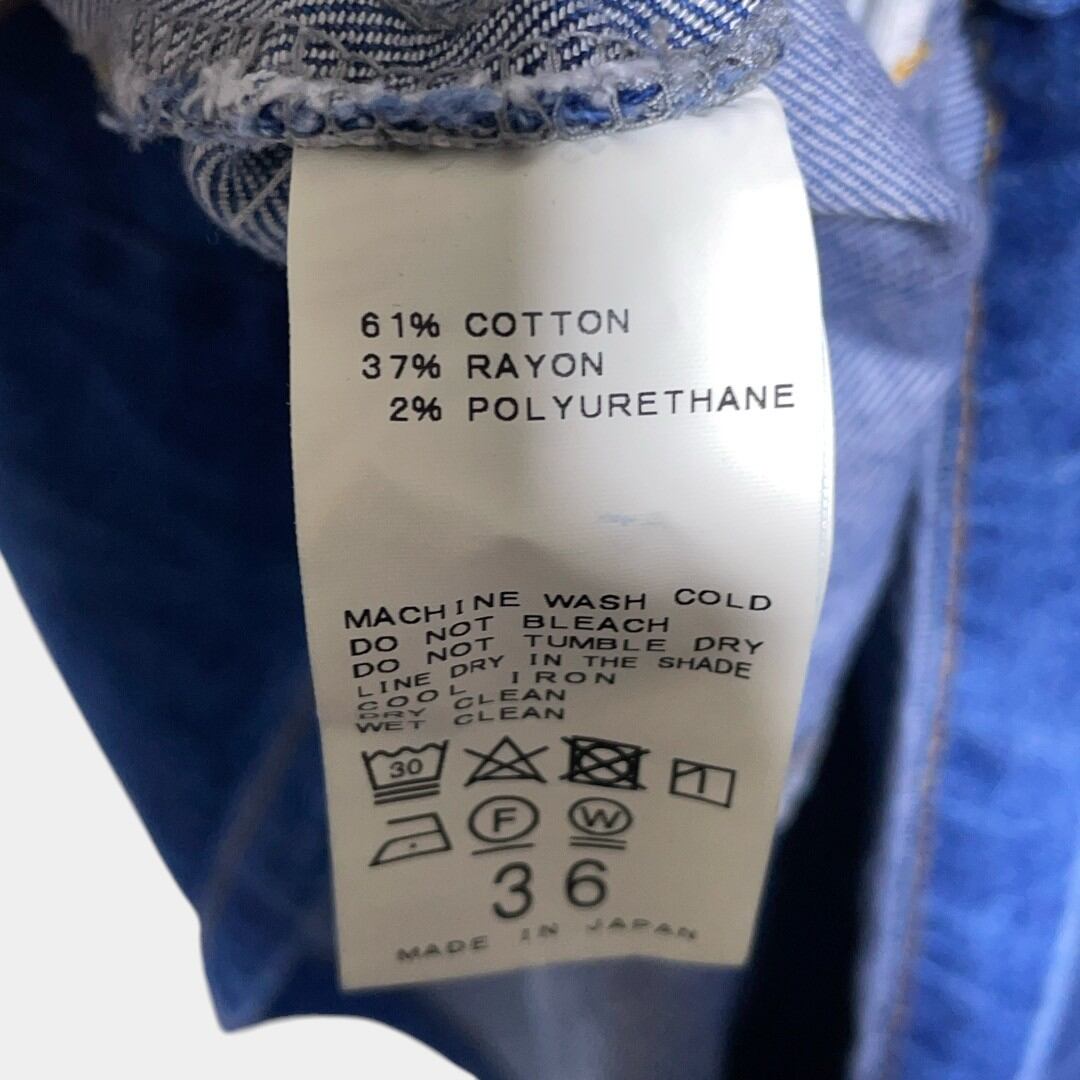 61% COTTON
37% RAYON
2% POLYURETHANE
MACHINE WASH COLD
DO NOT BLEACH
DO NOT TUMBLE DRY
LINE DRY IN THE SHADE
COOL IRON
DRY CLEAN
WET CLEAN
30
F W
36
MADE IN JAPAN